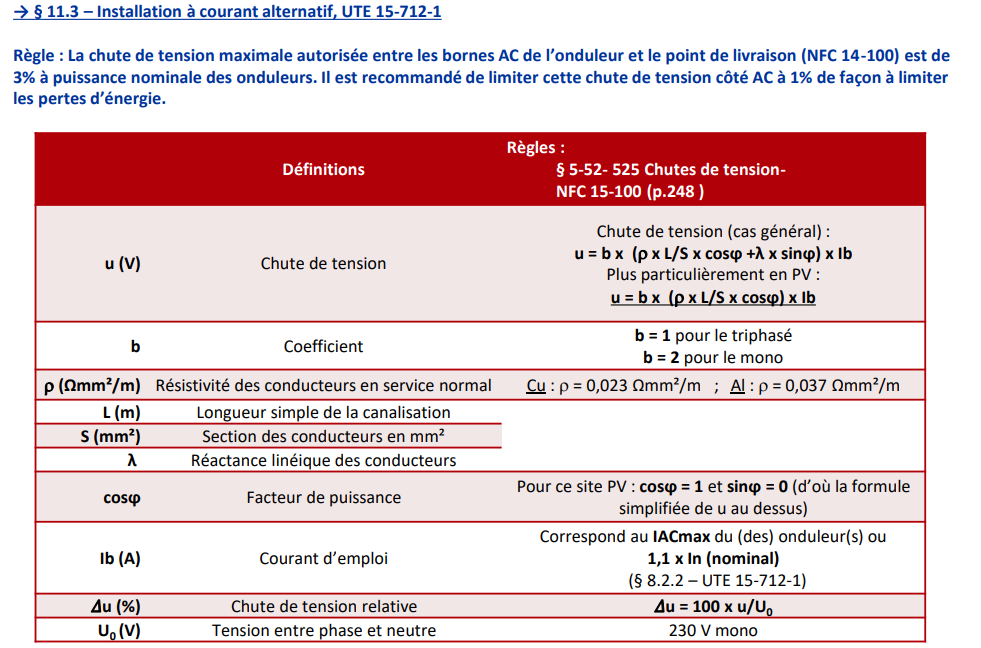 → § 11.3 – Installation à courant alternatif, UTE 15-712-1
Règle : La chute de tension maximale autorisée entre les bornes AC de l’onduleur et le point de livraison (NFC 14-100) est de
3% à puissance nominale des onduleurs. Il est recommandé de limiter cette chute de tension côté AC à 1% de façon à limiter
les pertes d’énergie.
Définitions
Règles :
§ 5-52- 525 Chutes de tension-
NFC 15-100 (p.248 )
u (V)
Chute de tension
Chute de tension (cas général) :
u = b x (ρ x L/S x cosφ +λ x sinφ) x Ib
Plus particulièrement en PV :
u = b x (ρ x L/S x cosφ) x Ib
b
Coefficient
b = 1 pour le triphasé
b = 2 pour le mono
ρ (Ωmm²/m) Résistivité des conducteurs en service normal Cu : ρ = 0,023 Ωmm²/m ; Al : ρ = 0,037 Ωmm²/m
L (m) Longueur simple de la canalisation
S (mm²) Section des conducteurs en mm²
λ Réactance linéique des conducteurs
cosφ
Facteur de puissance
Pour ce site PV : cosφ = 1 et sinφ = 0 (d’où la formule
simplifiée de u au dessus)
Ib (A)
Courant d’emploi
Correspond au IACmax du (des) onduleur(s) ou
1,1 x In (nominal)
(§ 8.2.2 – UTE 15-712-1)
Δu (%) Chute de tension relative Δu = 100 x u/U₀
U₀ (V) Tension entre phase et neutre 230 V mono